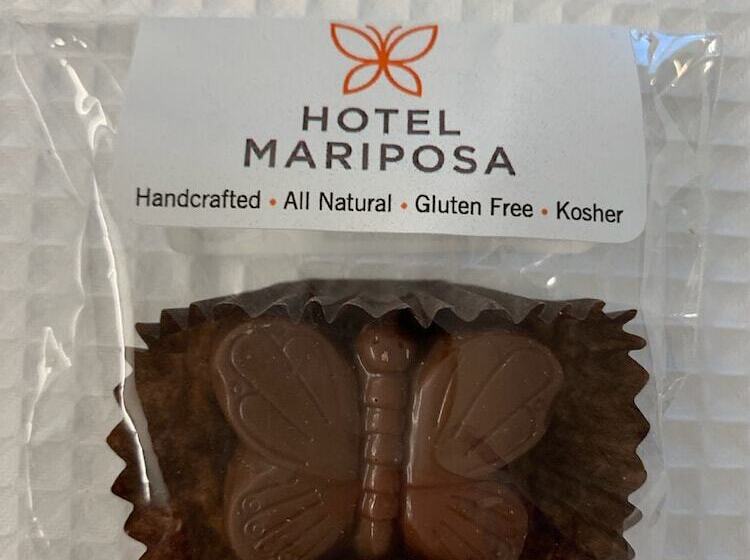 HOTEL
MARIPOSA
Handcrafted • All Natural • Gluten Free • Kosher